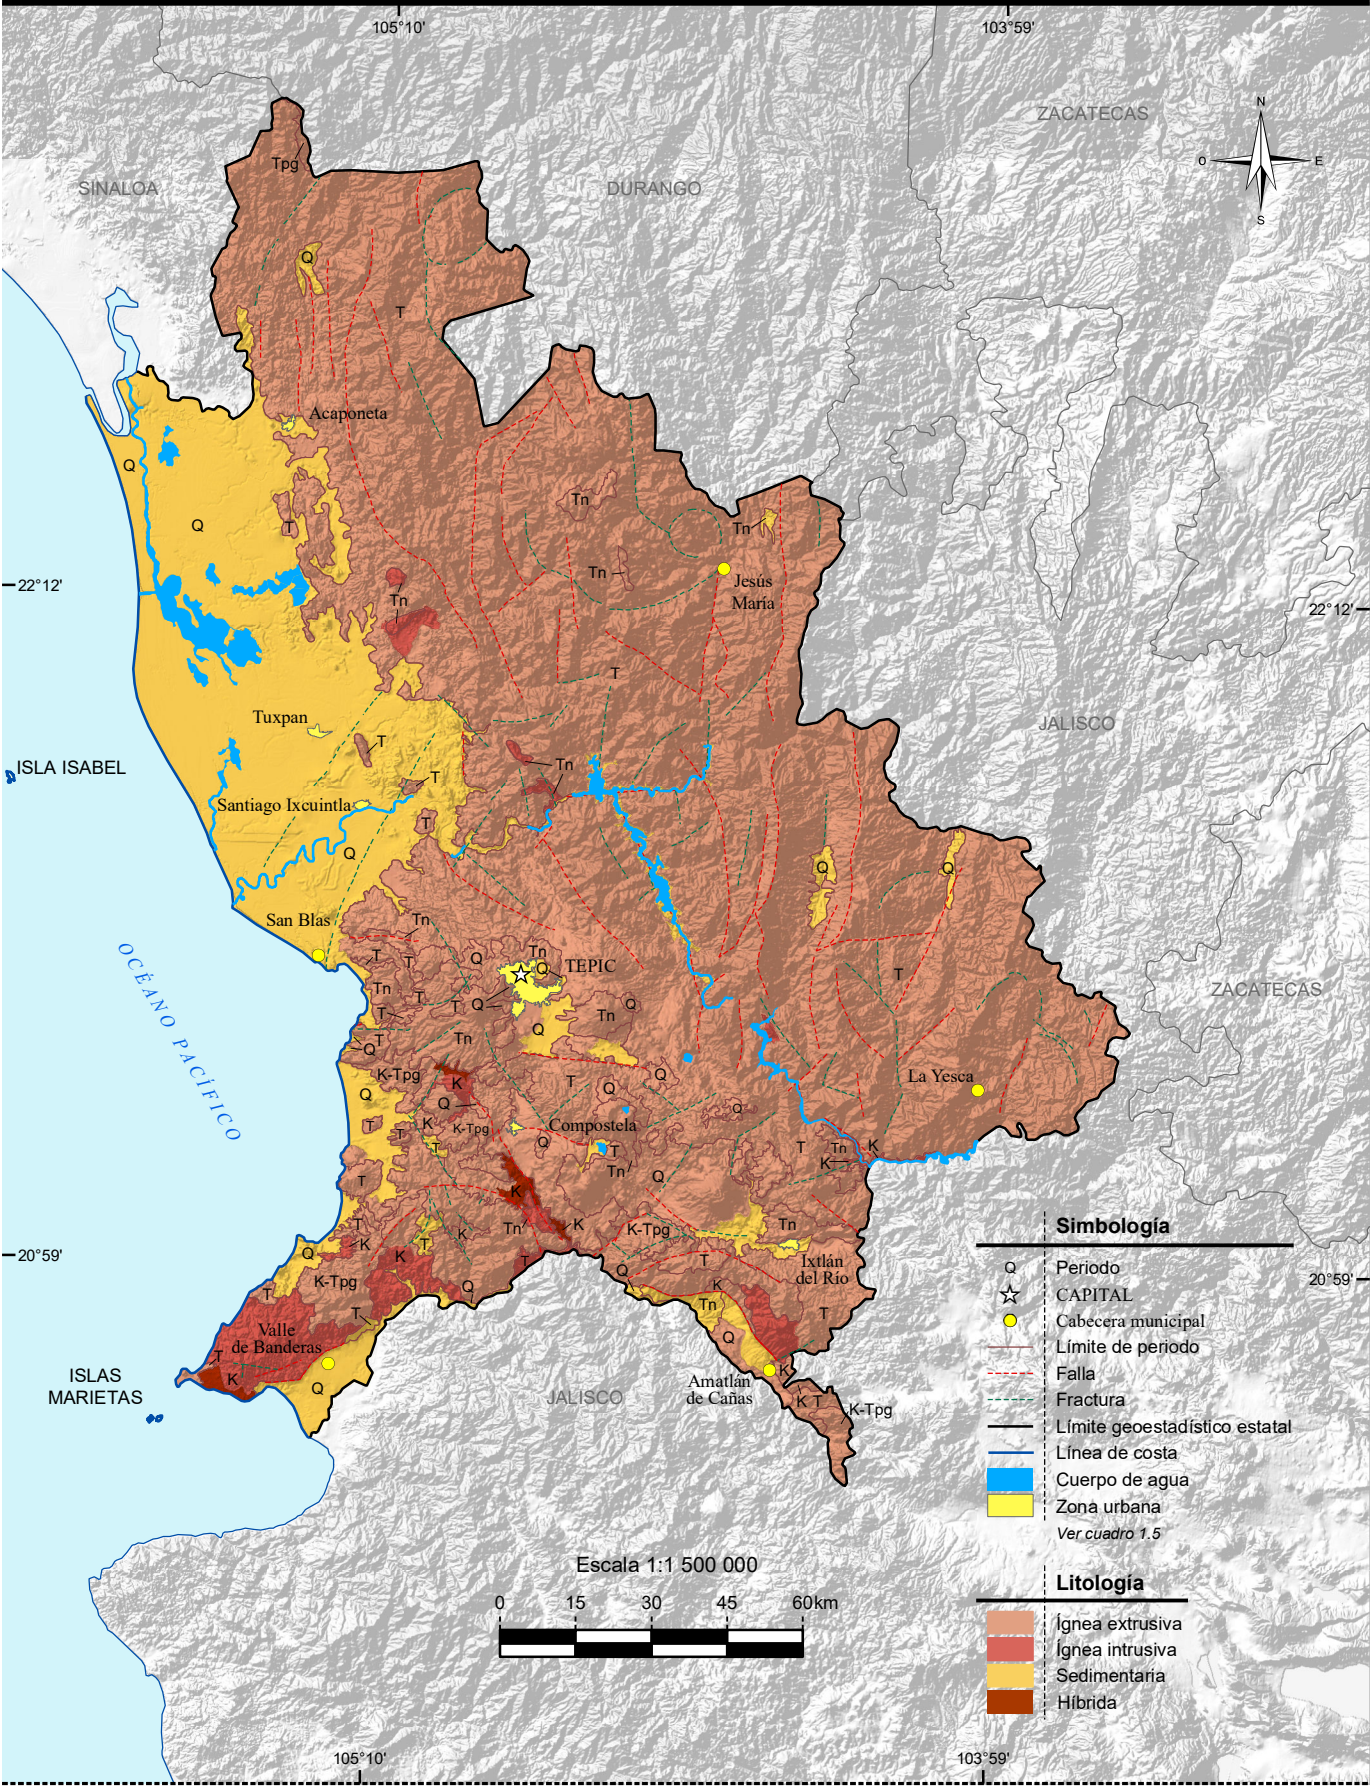 105°10'
103°59'
ZACATECAS
N
O
E
S
Tpg
SINALOA
DURANGO
Q
T
Acaponeta
Q
Tn
Q
T
Tn
Tn
Jesús
María
22°12'
Tn
22°12'
T
Tuxpan
T
JALISCO
ISLA ISABEL
Tn
T
Santiago Ixcuintla
T
Q
Q
Q
San Blas
Tn
OCÉANO PACÍFICO
T
T
Q
Tn
Q
TEPIC
T
ZACATECAS
Tn
T
T
Q
Q
Tn
T
Q
T
Q
Tn
K-Tpg
Q
T
Q
La Yesca
Q
K
Q
Q
T
T
K
K-Tpg
Q
Compostela
T
T
Tn
Q
T
Tn
K
K
T
K
T
K
Tn
K
K-Tpg
Tn
Simbología
20°59'
Q
K
K
T
T
T
Ixtlán
del Río
Q
Periodo
20°59'
K-Tpg
Q
Q
K
CAPITAL
T
T
Tn
T
Cabecera municipal
Valle
de Banderas
Q
Límite de periodo
T
K
Q
K
Falla
ISLAS
MARIETAS
Amatlán
de Cañas
K
T
K-Tpg
JALISCO
Fractura
Límite geoestadístico estatal
Línea de costa
Cuerpo de agua
Zona urbana
Ver cuadro 1.5
Escala 1:1 500 000
0 15 30 45 60km
Litología
Ígnea extrusiva
Ígnea intrusiva
Sedimentaria
Híbrida
105°10'
103°59'